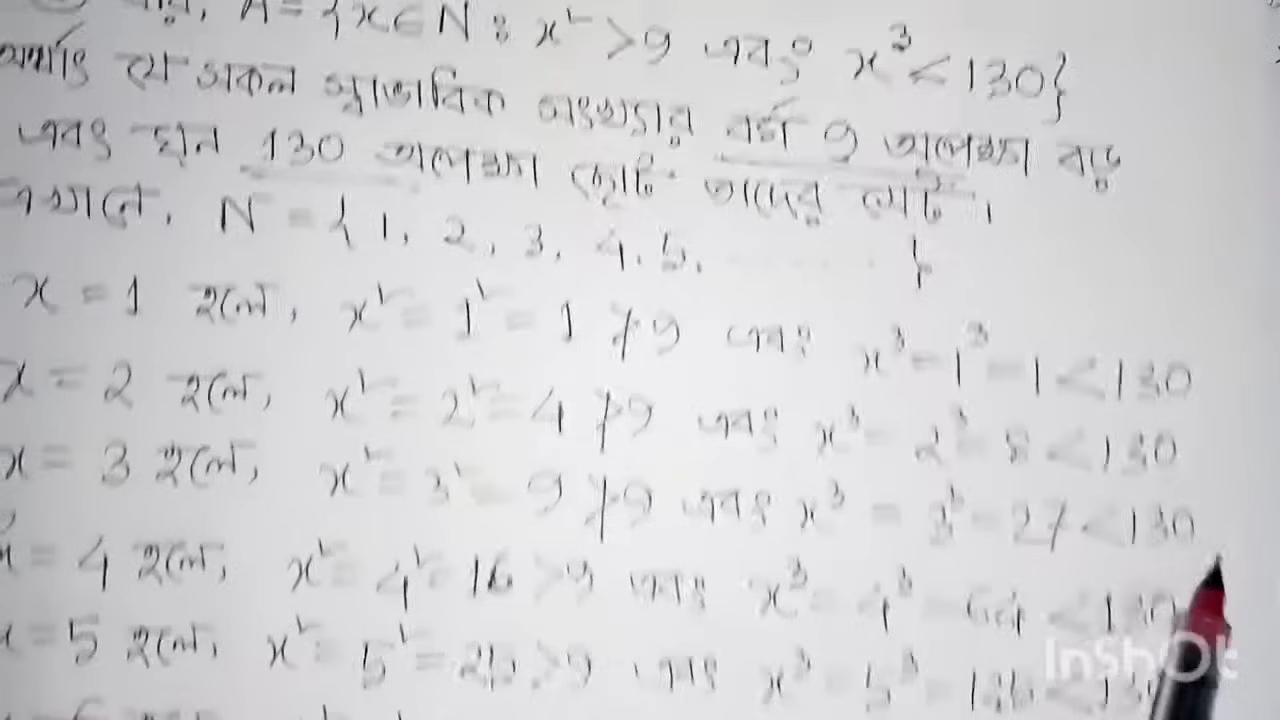 A = {x∈N : x² > 9 এবং x³ < 130}
অর্থাৎ যে সকল স্বাভাবিক সংখ্যার বর্গ 9 অপেক্ষা বড়
এবং ঘন 130 অপেক্ষা ছোট তাদের সেট।
এখানে, N = {1, 2, 3, 4, 5, ........ }
x = 1 হলে, x² = 1² = 1 ≯ 9 এবং x³ = 1³ = 1 < 130
x = 2 হলে, x² = 2² = 4 ≯ 9 এবং x³ = 2³ = 8 < 130
x = 3 হলে, x² = 3² = 9 ≯ 9 এবং x³ = 3³ = 27 < 130
x = 4 হলে, x² = 4² = 16 > 9 এবং x³ = 4³ = 64 < 130
x = 5 হলে, x² = 5² = 25 > 9 এবং x³ = 5³ = 125 < 130
InShOt